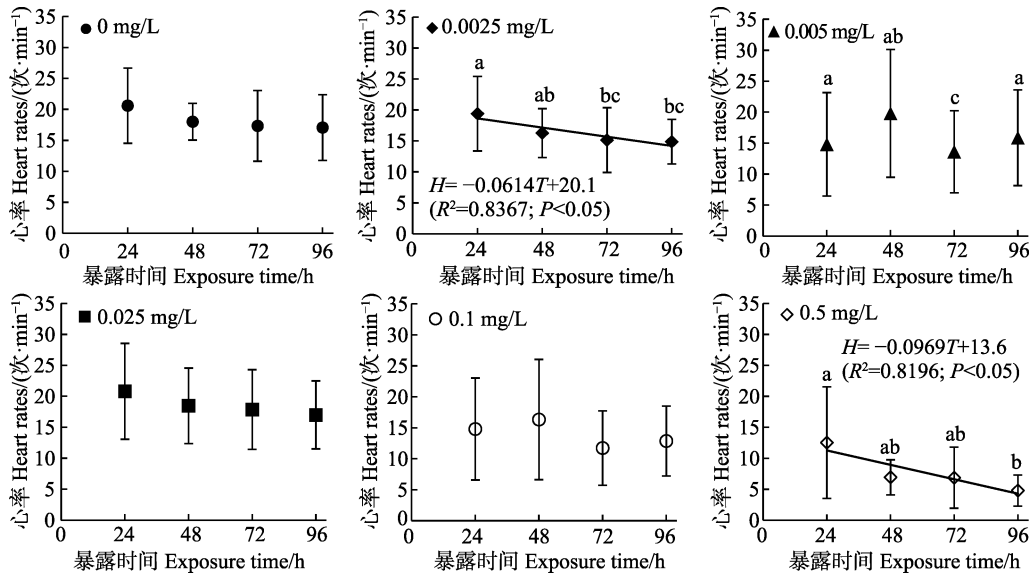 35
30
25
20
15
10
5
0
心率 Heart rates/(次·min⁻¹)
0 mg/L
0
24
48
72
96
暴露时间 Exposure time/h
35
30
25
20
15
10
5
0
心率 Heart rates/(次·min⁻¹)
0.0025 mg/L
a
ab
bc
bc
H= −0.0614T+20.1
(R²=0.8367; P<0.05)
0
24
48
72
96
暴露时间 Exposure time/h
35
30
25
20
15
10
5
0
心率 Heart rates/(次·min⁻¹)
0.005 mg/L
a
ab
c
a
0
24
48
72
96
暴露时间 Exposure time/h
35
30
25
20
15
10
5
0
心率 Heart rates/(次·min⁻¹)
0.025 mg/L
0
24
48
72
96
暴露时间 Exposure time/h
35
30
25
20
15
10
5
0
心率 Heart rates/(次·min⁻¹)
0.1 mg/L
0
24
48
72
96
暴露时间 Exposure time/h
35
30
25
20
15
10
5
0
心率 Heart rates/(次·min⁻¹)
0.5 mg/L
H= −0.0969T+13.6
(R²=0.8196; P<0.05)
a
ab
ab
b
0
24
48
72
96
暴露时间 Exposure time/h